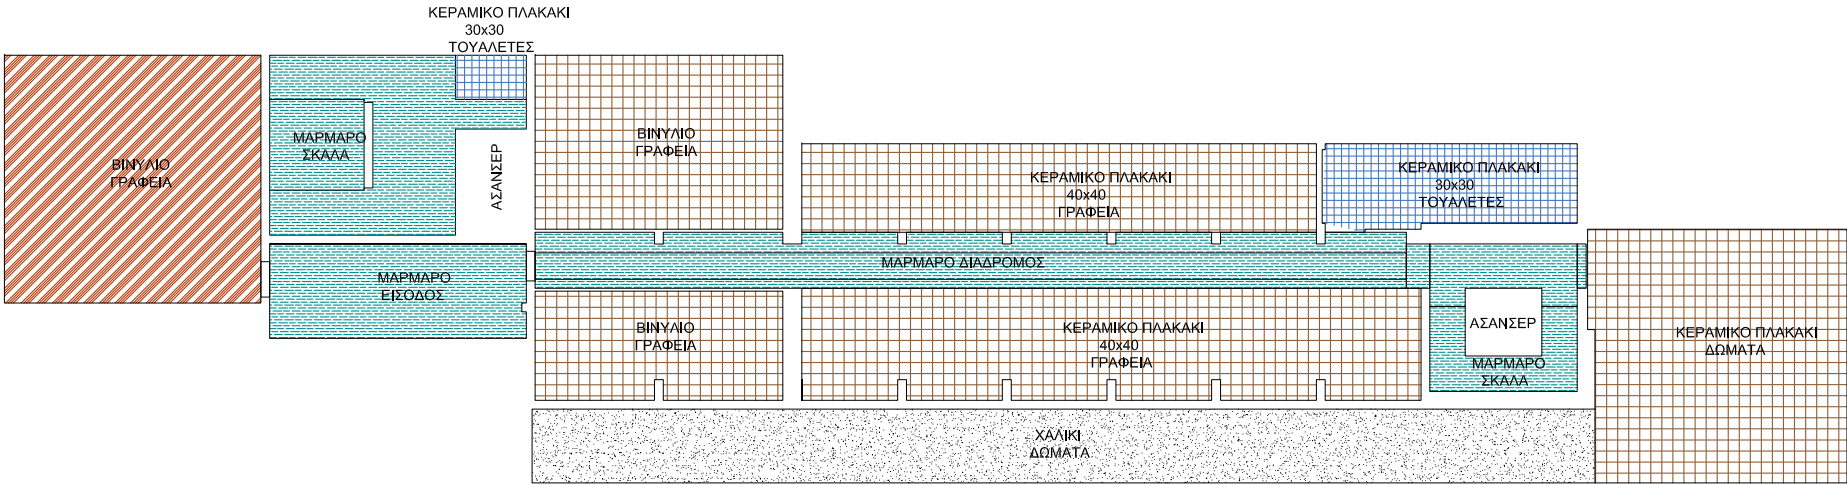 ΚΕΡΑΜΙΚΟ ΠΛΑΚΑΚΙ
30x30
ΤΟΥΑΛΕΤΕΣ
ΒΙΝΥΛΙΟ
ΓΡΑΦΕΙΑ
ΜΑΡΜΑΡΟ
ΣΚΑΛΑ
ΑΣΑΝΣΕΡ
ΒΙΝΥΛΙΟ
ΓΡΑΦΕΙΑ
ΚΕΡΑΜΙΚΟ ΠΛΑΚΑΚΙ
40x40
ΓΡΑΦΕΙΑ
ΚΕΡΑΜΙΚΟ ΠΛΑΚΑΚΙ
30x30
ΤΟΥΑΛΕΤΕΣ
ΜΑΡΜΑΡΟ
ΕΙΣΟΔΟΣ
ΜΑΡΜΑΡΟ ΔΙΑΔΡΟΜΟΣ
ΒΙΝΥΛΙΟ
ΓΡΑΦΕΙΑ
ΚΕΡΑΜΙΚΟ ΠΛΑΚΑΚΙ
40x40
ΓΡΑΦΕΙΑ
ΑΣΑΝΣΕΡ
ΜΑΡΜΑΡΟ
ΣΚΑΛΑ
ΚΕΡΑΜΙΚΟ ΠΛΑΚΑΚΙ
ΔΩΜΑΤΑ
ΧΑΛΙΚΙ
ΔΩΜΑΤΑ